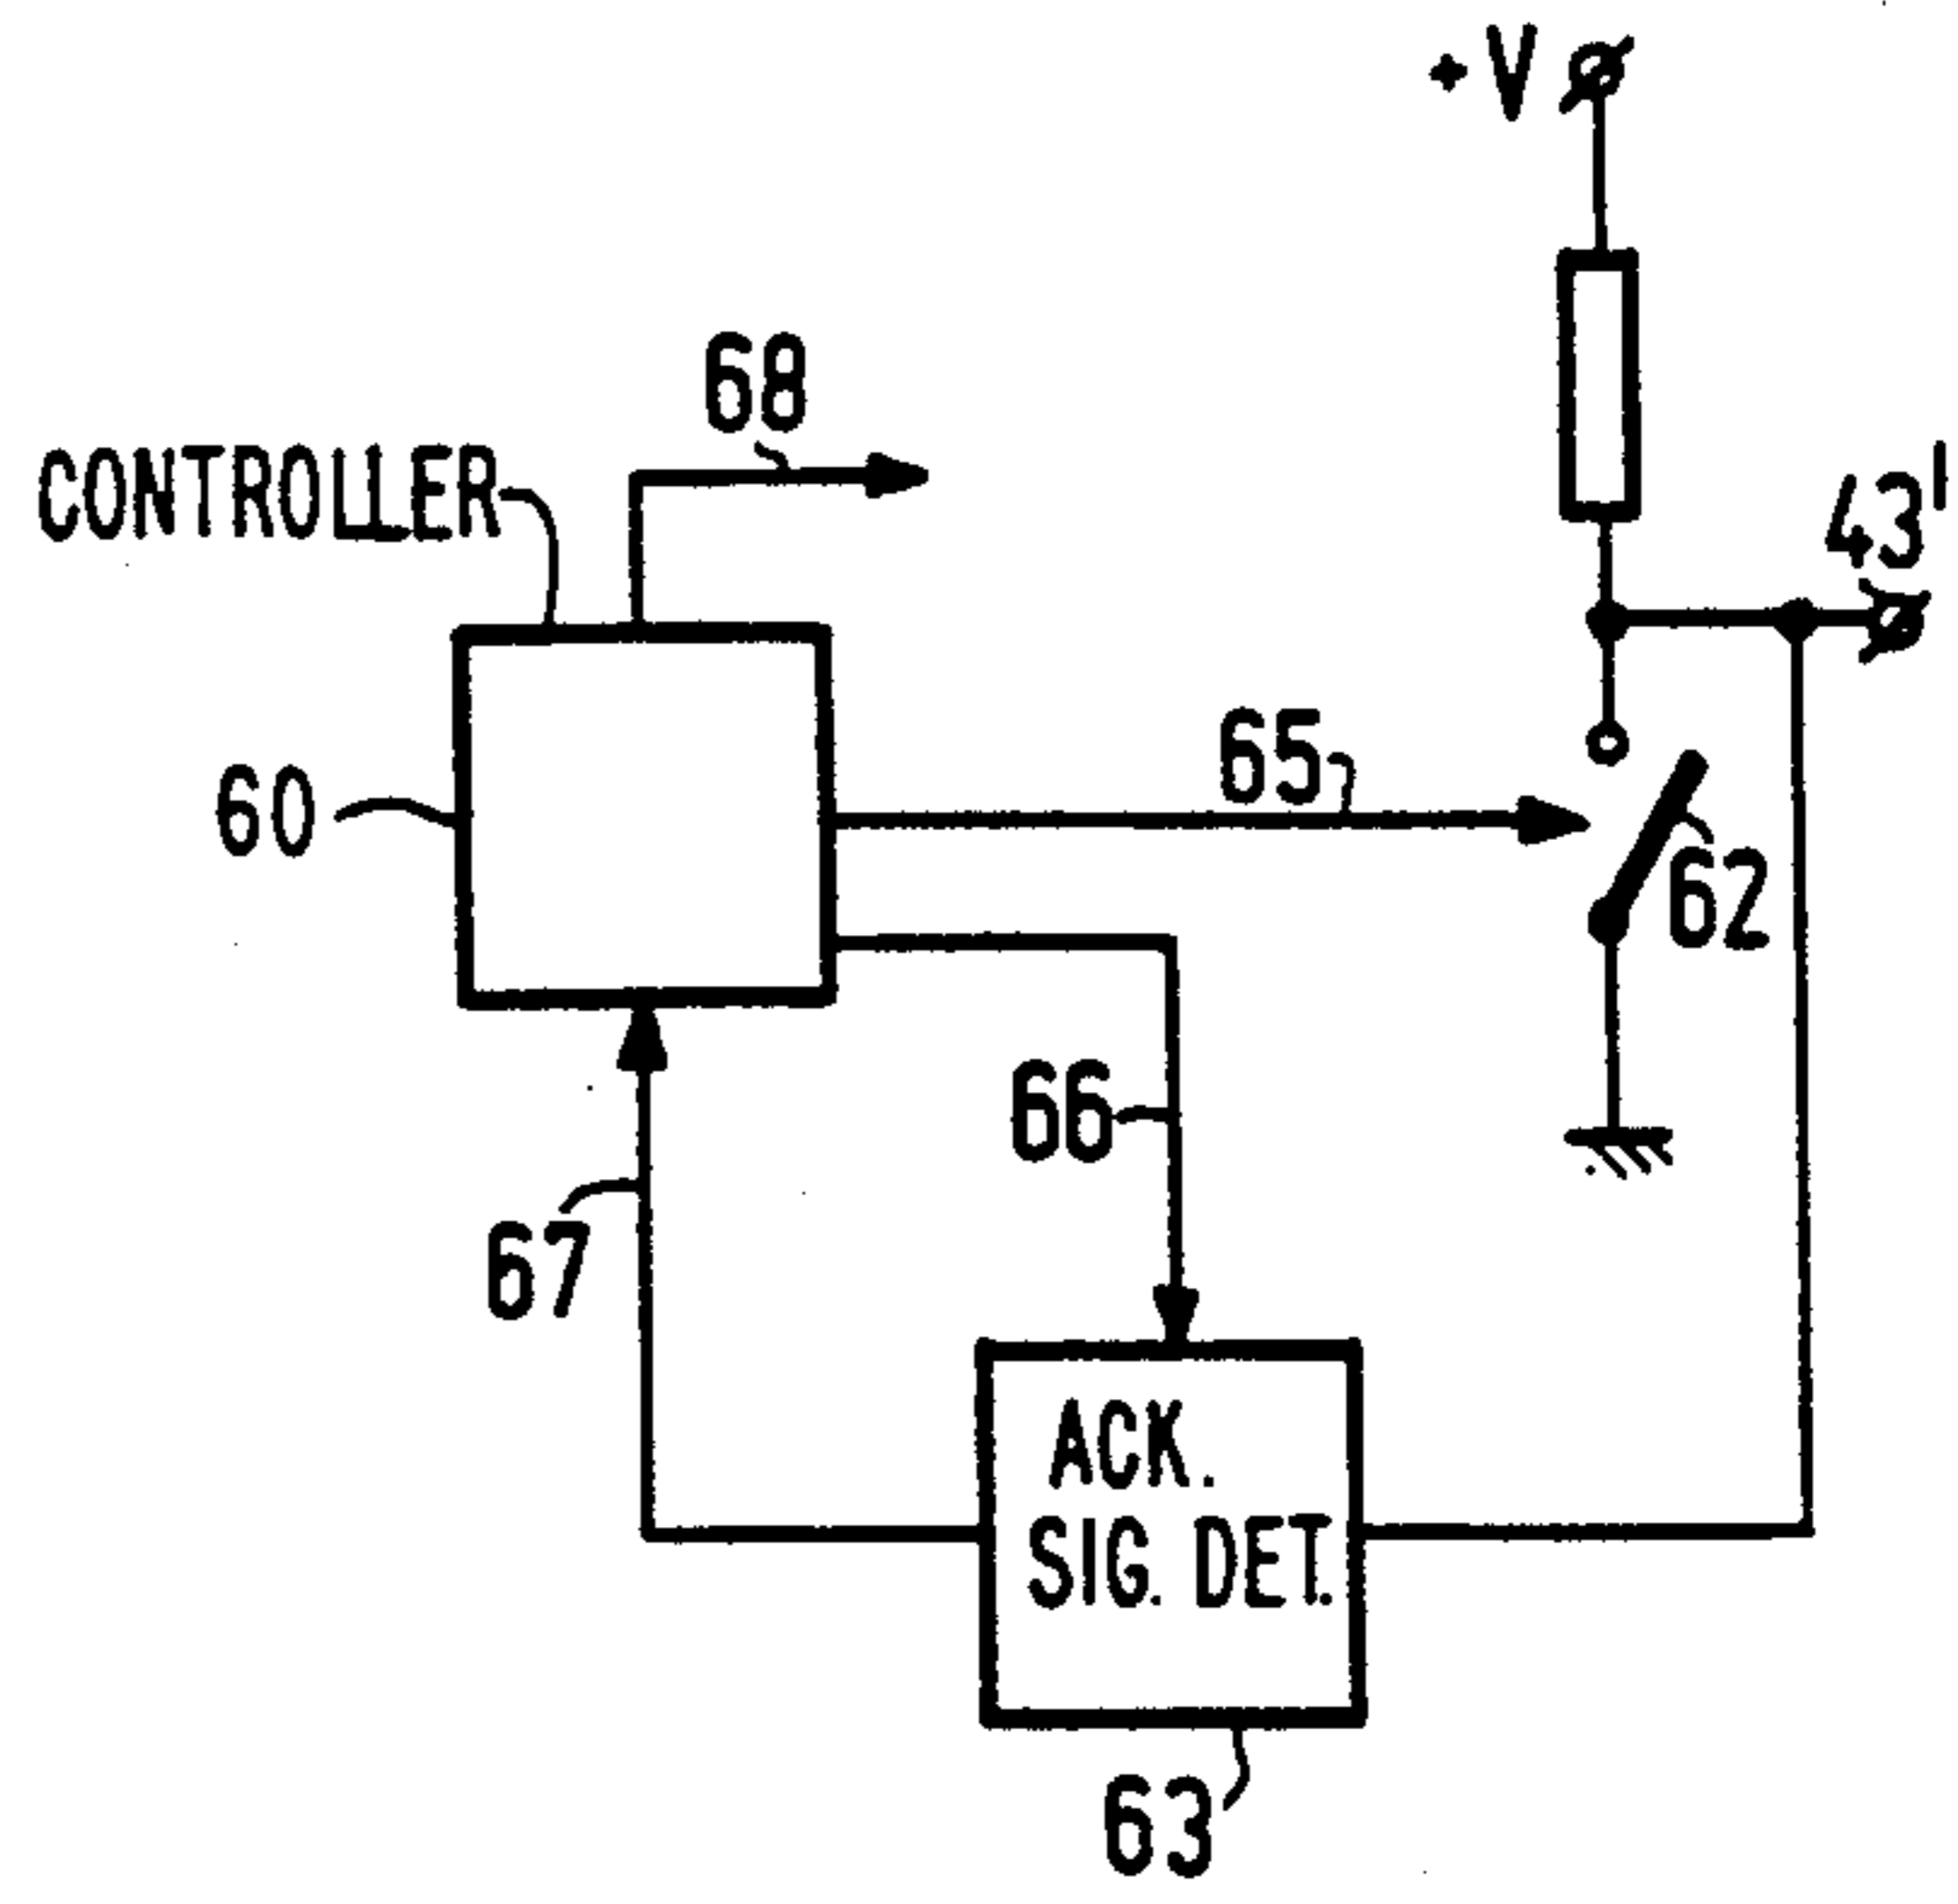 +V
68
CONTROLLER
43'
65
60
62
66
67
ACK.
SIG. DET.
63